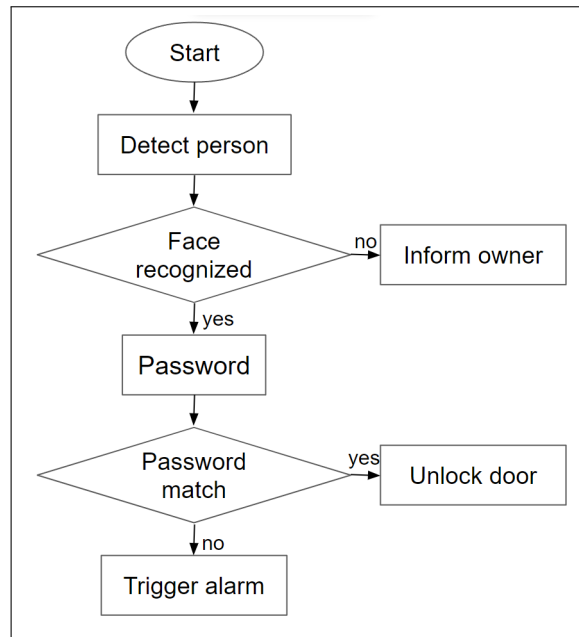 Start
Detect person
Face
recognized
no
Inform owner
yes
Password
Password
match
yes
Unlock door
no
Trigger alarm